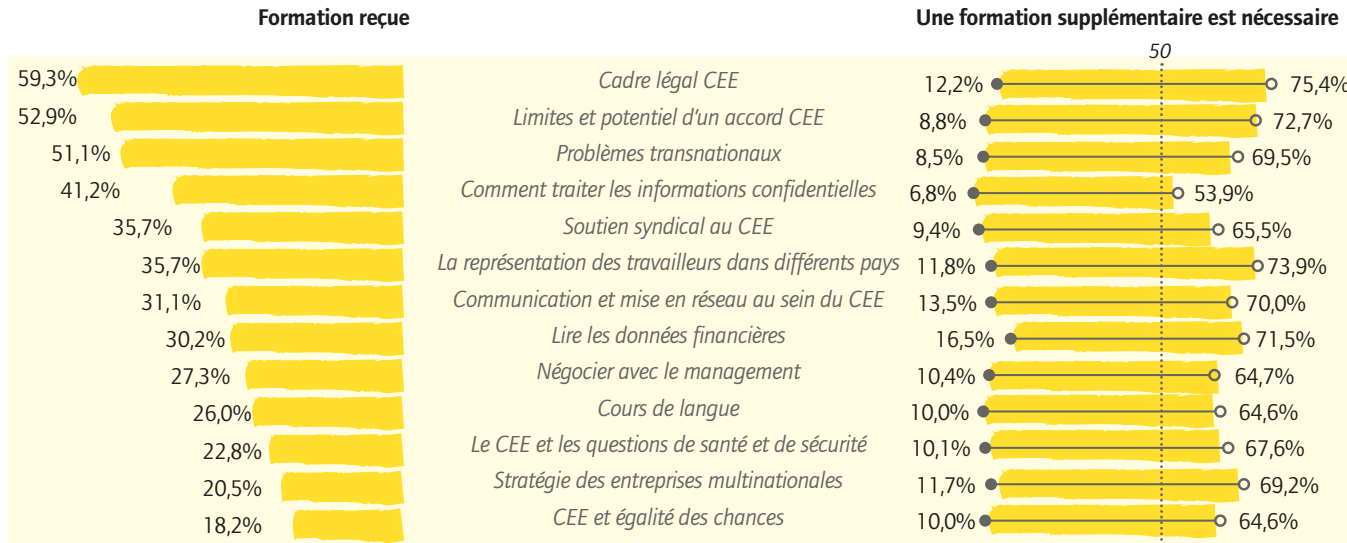 Formation reçue Une formation supplémentaire est nécessaire
50
59,3% Cadre légal CEE 12,2% 75,4%
52,9% Limites et potentiel d'un accord CEE 8,8% 72,7%
51,1% Problèmes transnationaux 8,5% 69,5%
41,2% Comment traiter les informations confidentielles 6,8% 53,9%
35,7% Soutien syndical au CEE 9,4% 65,5%
35,7% La représentation des travailleurs dans différents pays 11,8% 73,9%
31,1% Communication et mise en réseau au sein du CEE 13,5% 70,0%
30,2% Lire les données financières 16,5% 71,5%
27,3% Négocier avec le management 10,4% 64,7%
26,0% Cours de langue 10,0% 64,6%
22,8% Le CEE et les questions de santé et de sécurité 10,1% 67,6%
20,5% Stratégie des entreprises multinationales 11,7% 69,2%
18,2% CEE et égalité des chances 10,0% 64,6%